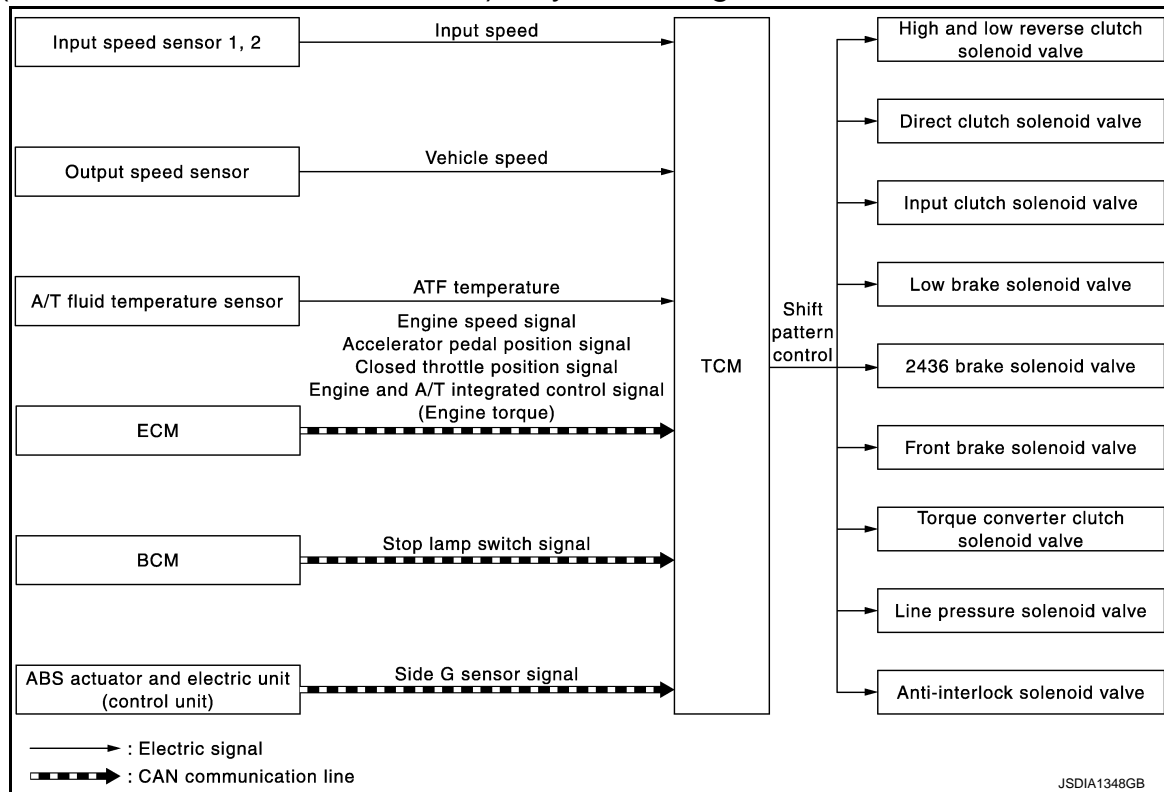 Input speed sensor 1, 2
Input speed
High and low reverse clutch
solenoid valve
Direct clutch solenoid valve
Output speed sensor
Vehicle speed
Input clutch solenoid valve
A/T fluid temperature sensor
ATF temperature
Low brake solenoid valve
Engine speed signal
Accelerator pedal position signal
Closed throttle position signal
Engine and A/T integrated control signal
(Engine torque)
TCM
Shift
pattern
control
2436 brake solenoid valve
ECM
Front brake solenoid valve
Torque converter clutch
solenoid valve
BCM
Stop lamp switch signal
Line pressure solenoid valve
ABS actuator and electric unit
(control unit)
Side G sensor signal
Anti-interlock solenoid valve
: Electric signal
: CAN communication line
JSDIA1348GB